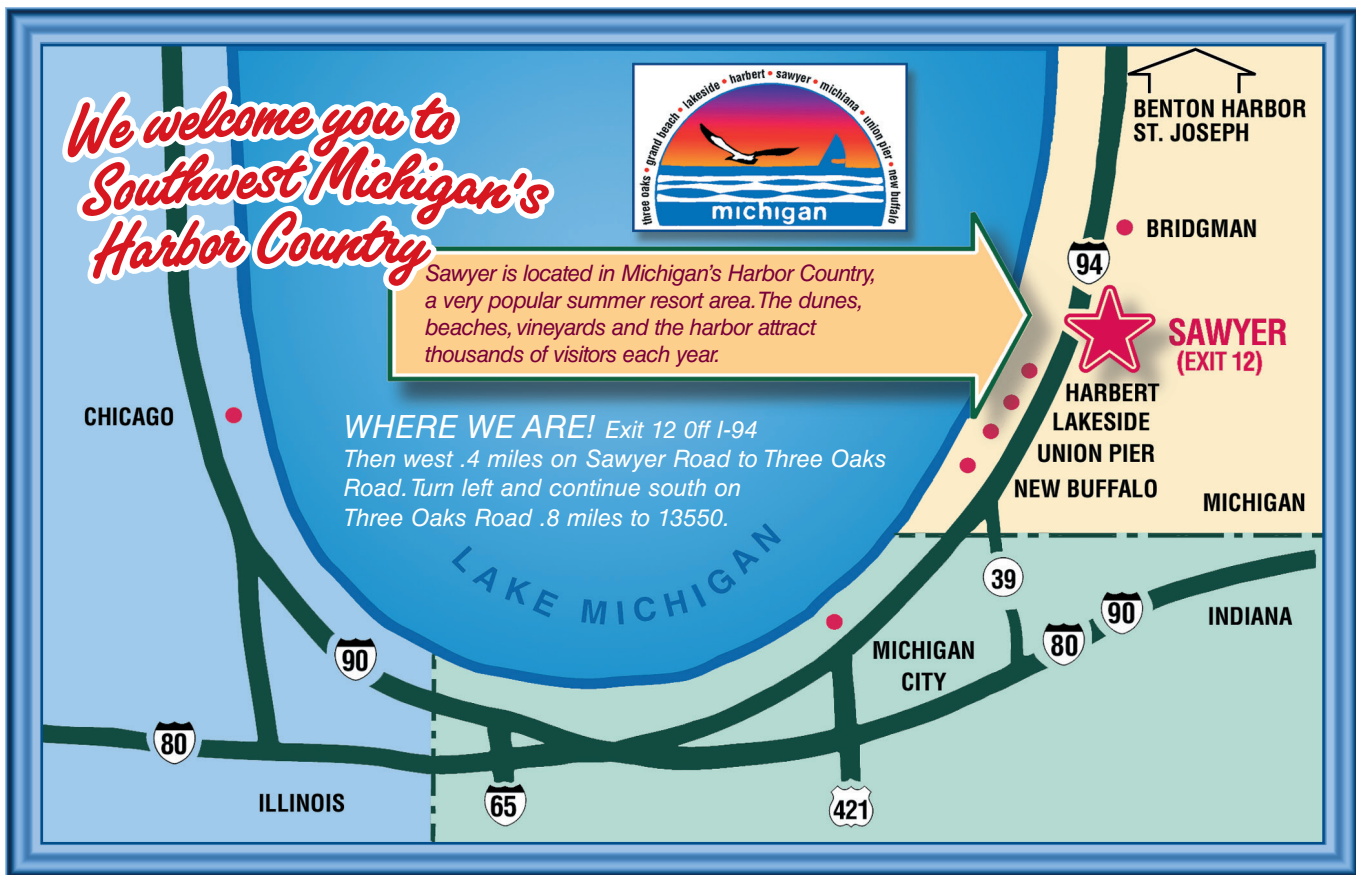 We welcome you to
Southwest Michigan's
Harbor Country
three oaks • grand beach • lakeside • harbert • sawyer • michiana • union pier • new buffalo
michigan
BENTON HARBOR
ST. JOSEPH
BRIDGMAN
94
Sawyer is located in Michigan's Harbor Country,
a very popular summer resort area.The dunes,
beaches, vineyards and the harbor attract
thousands of visitors each year.
SAWYER
(EXIT 12)
HARBERT
LAKESIDE
UNION PIER
NEW BUFFALO
MICHIGAN
CHICAGO
WHERE WE ARE! Exit 12 0ff I-94
Then west .4 miles on Sawyer Road to Three Oaks
Road. Turn left and continue south on
Three Oaks Road .8 miles to 13550.
LAKE MICHIGAN
39
90
80
INDIANA
MICHIGAN
CITY
90
80
ILLINOIS
65
421